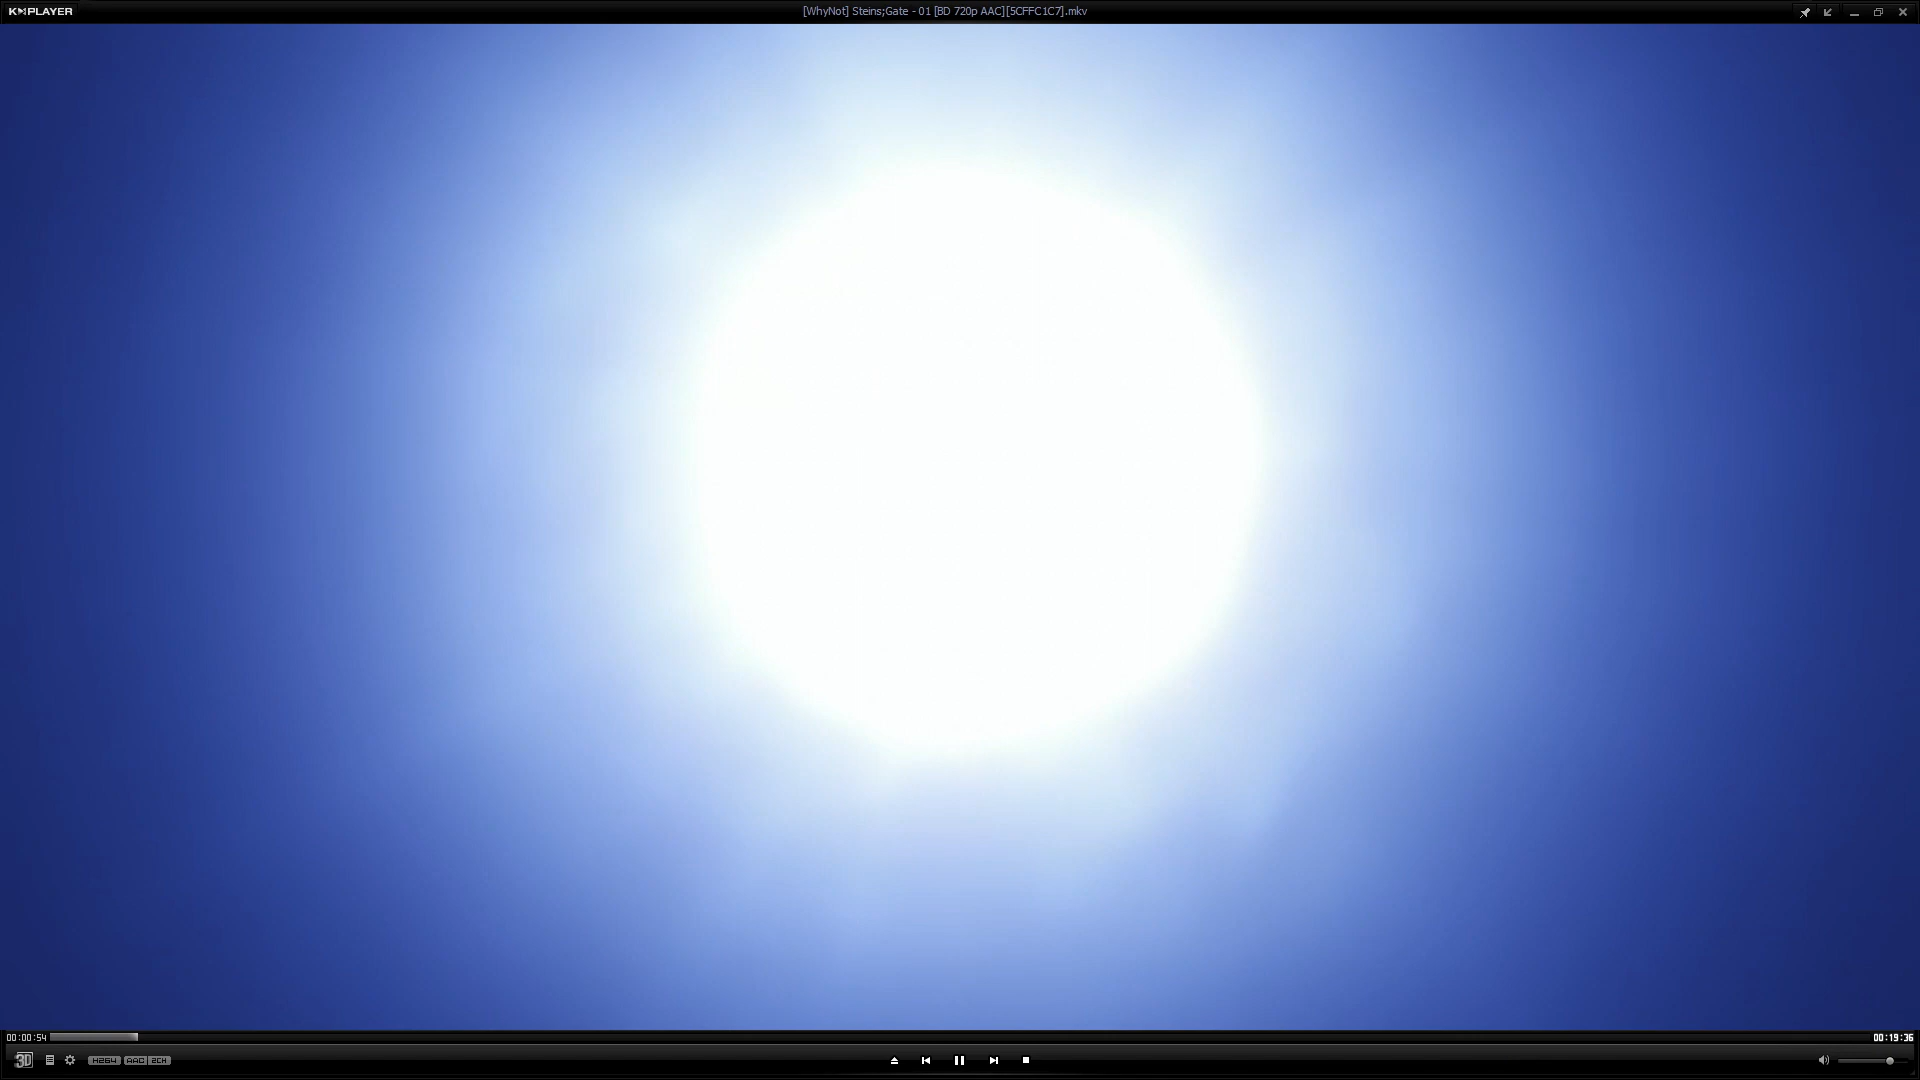 KMPLAYER
[WhyNot] Steins;Gate - 01 [BD 720p AAC][5CFFC1C7].mkv
00:00:54
00:19:36
3D
H264 AAC 2CH